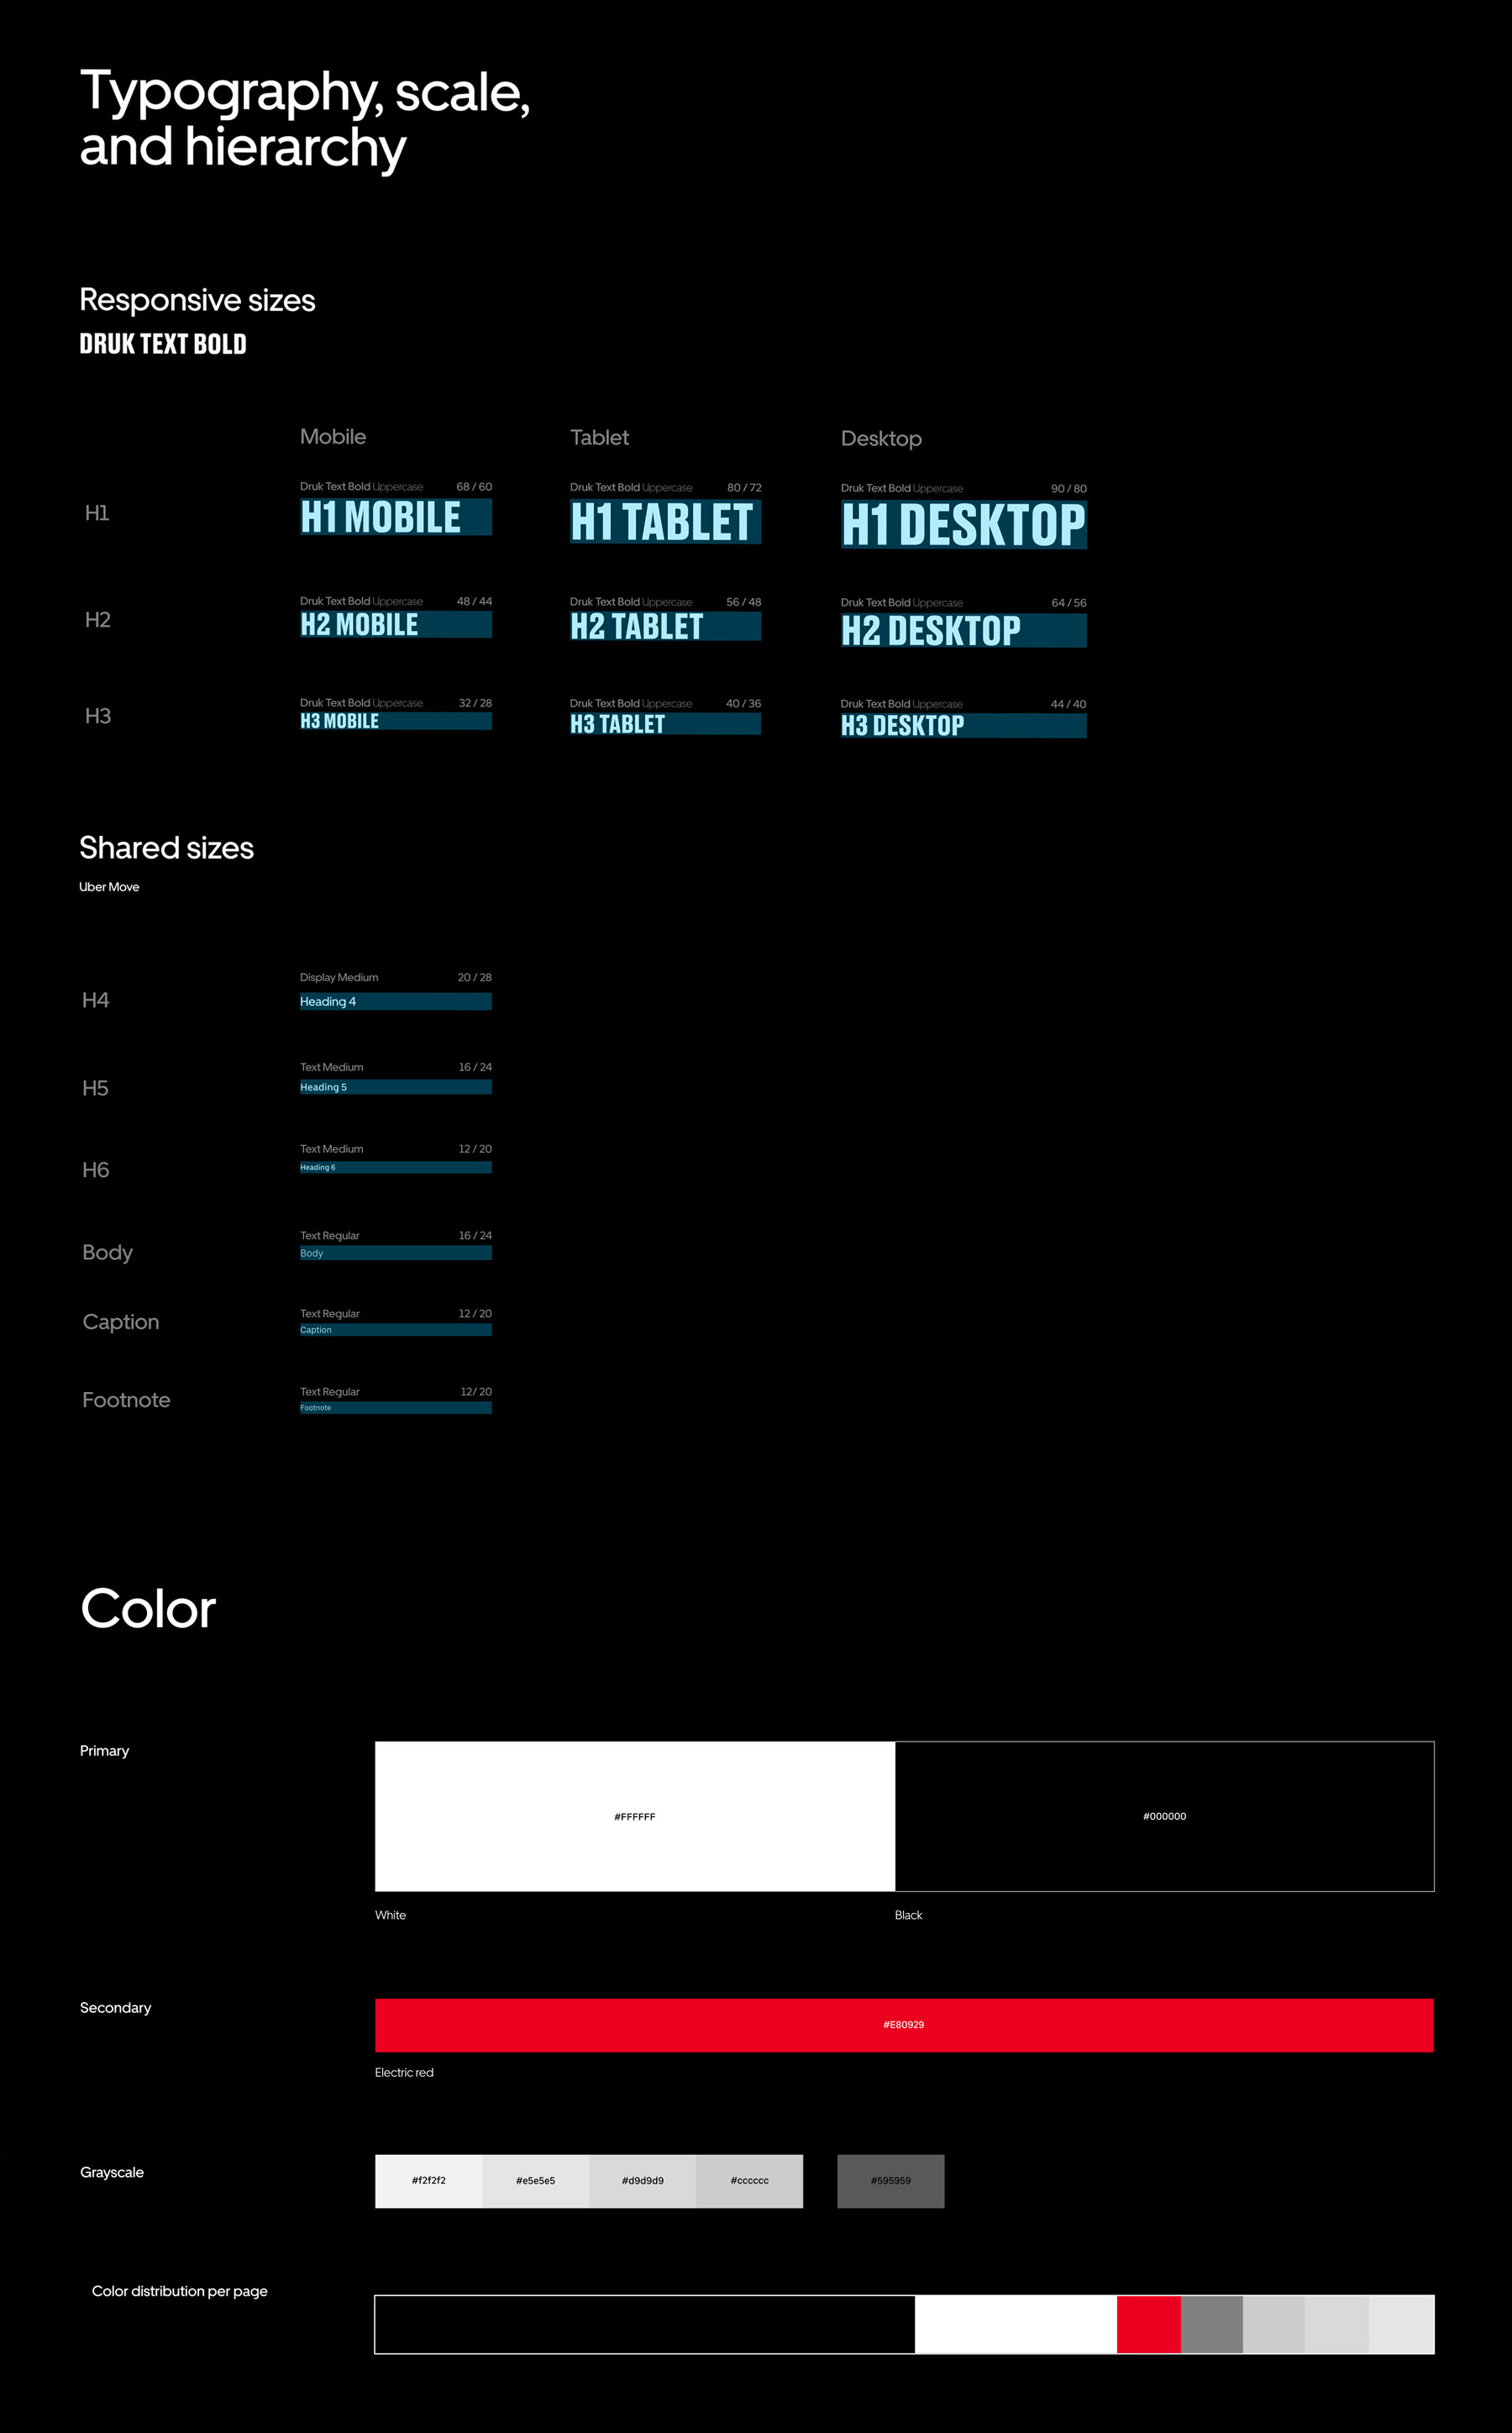 Typography, scale,
and hierarchy
Responsive sizes
DRUK TEXT BOLD
Mobile Tablet Desktop
H1
Druk Text Bold Uppercase 68 / 60
H1 MOBILE
Druk Text Bold Uppercase 80 / 72
H1 TABLET
Druk Text Bold Uppercase 90 / 80
H1 DESKTOP
H2
Druk Text Bold Uppercase 48 / 44
H2 MOBILE
Druk Text Bold Uppercase 56 / 48
H2 TABLET
Druk Text Bold Uppercase 64 / 56
H2 DESKTOP
H3
Druk Text Bold Uppercase 32 / 28
H3 MOBILE
Druk Text Bold Uppercase 40 / 36
H3 TABLET
Druk Text Bold Uppercase 44 / 40
H3 DESKTOP
Shared sizes
Uber Move
H4
Display Medium 20 / 28
Heading 4
H5
Text Medium 16 / 24
Heading 5
H6
Text Medium 12 / 20
Heading 6
Body
Text Regular 16 / 24
Body
Caption
Text Regular 12 / 20
Caption
Footnote
Text Regular 12/ 20
Footnote
Color
Primary
#FFFFFF #000000
White Black
Secondary
#E80929
Electric red
Grayscale
#f2f2f2 #e5e5e5 #d9d9d9 #cccccc #595959
Color distribution per page